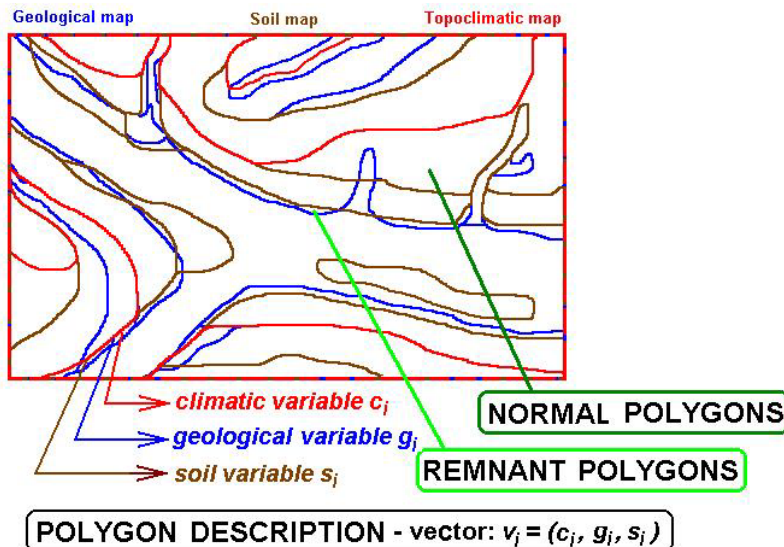 Geological map
Soil map
Topoclimatic map
climatic variable cᵢ
NORMAL POLYGONS
geological variable gᵢ
REMNANT POLYGONS
soil variable sᵢ
POLYGON DESCRIPTION - vector: vᵢ = (cᵢ, gᵢ, sᵢ )